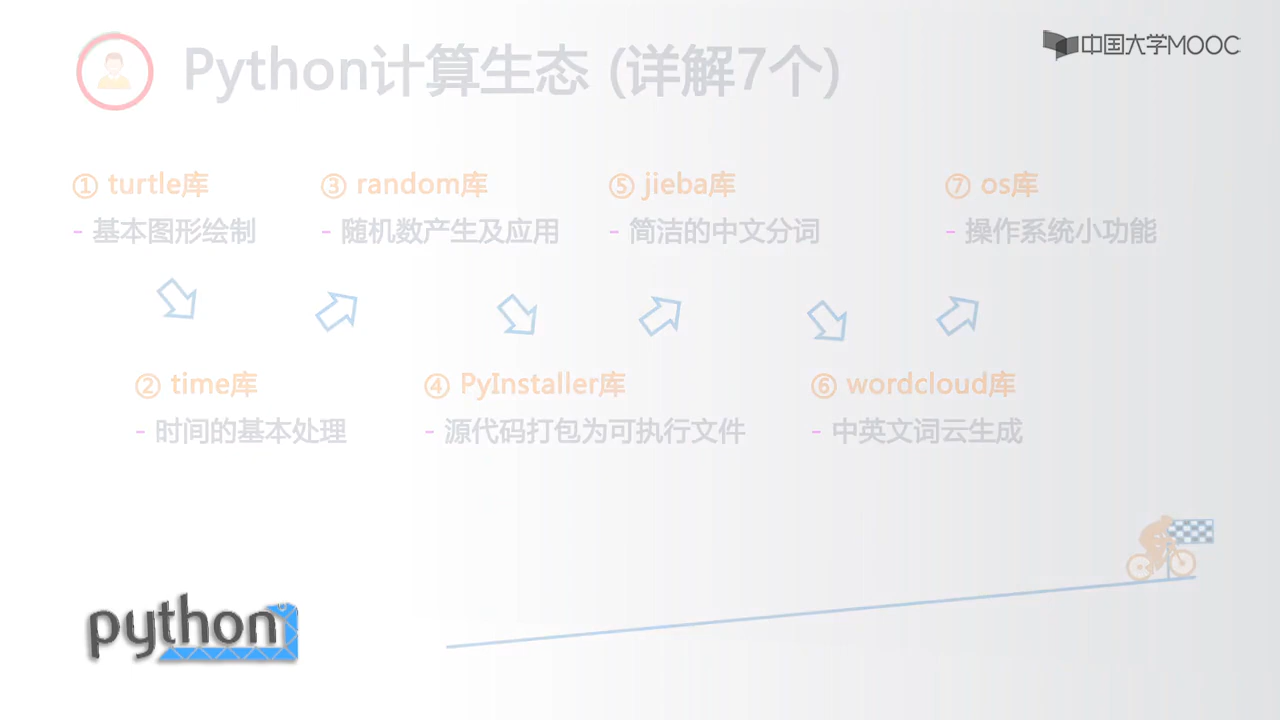 Python计算生态 (详解7个)
中国大学MOOC
① turtle库
- 基本图形绘制
③ random库
- 随机数产生及应用
⑤ jieba库
- 简洁的中文分词
⑦ os库
- 操作系统小功能
② time库
- 时间的基本处理
④ PyInstaller库
- 源代码打包为可执行文件
⑥ wordcloud库
- 中英文词云生成
python